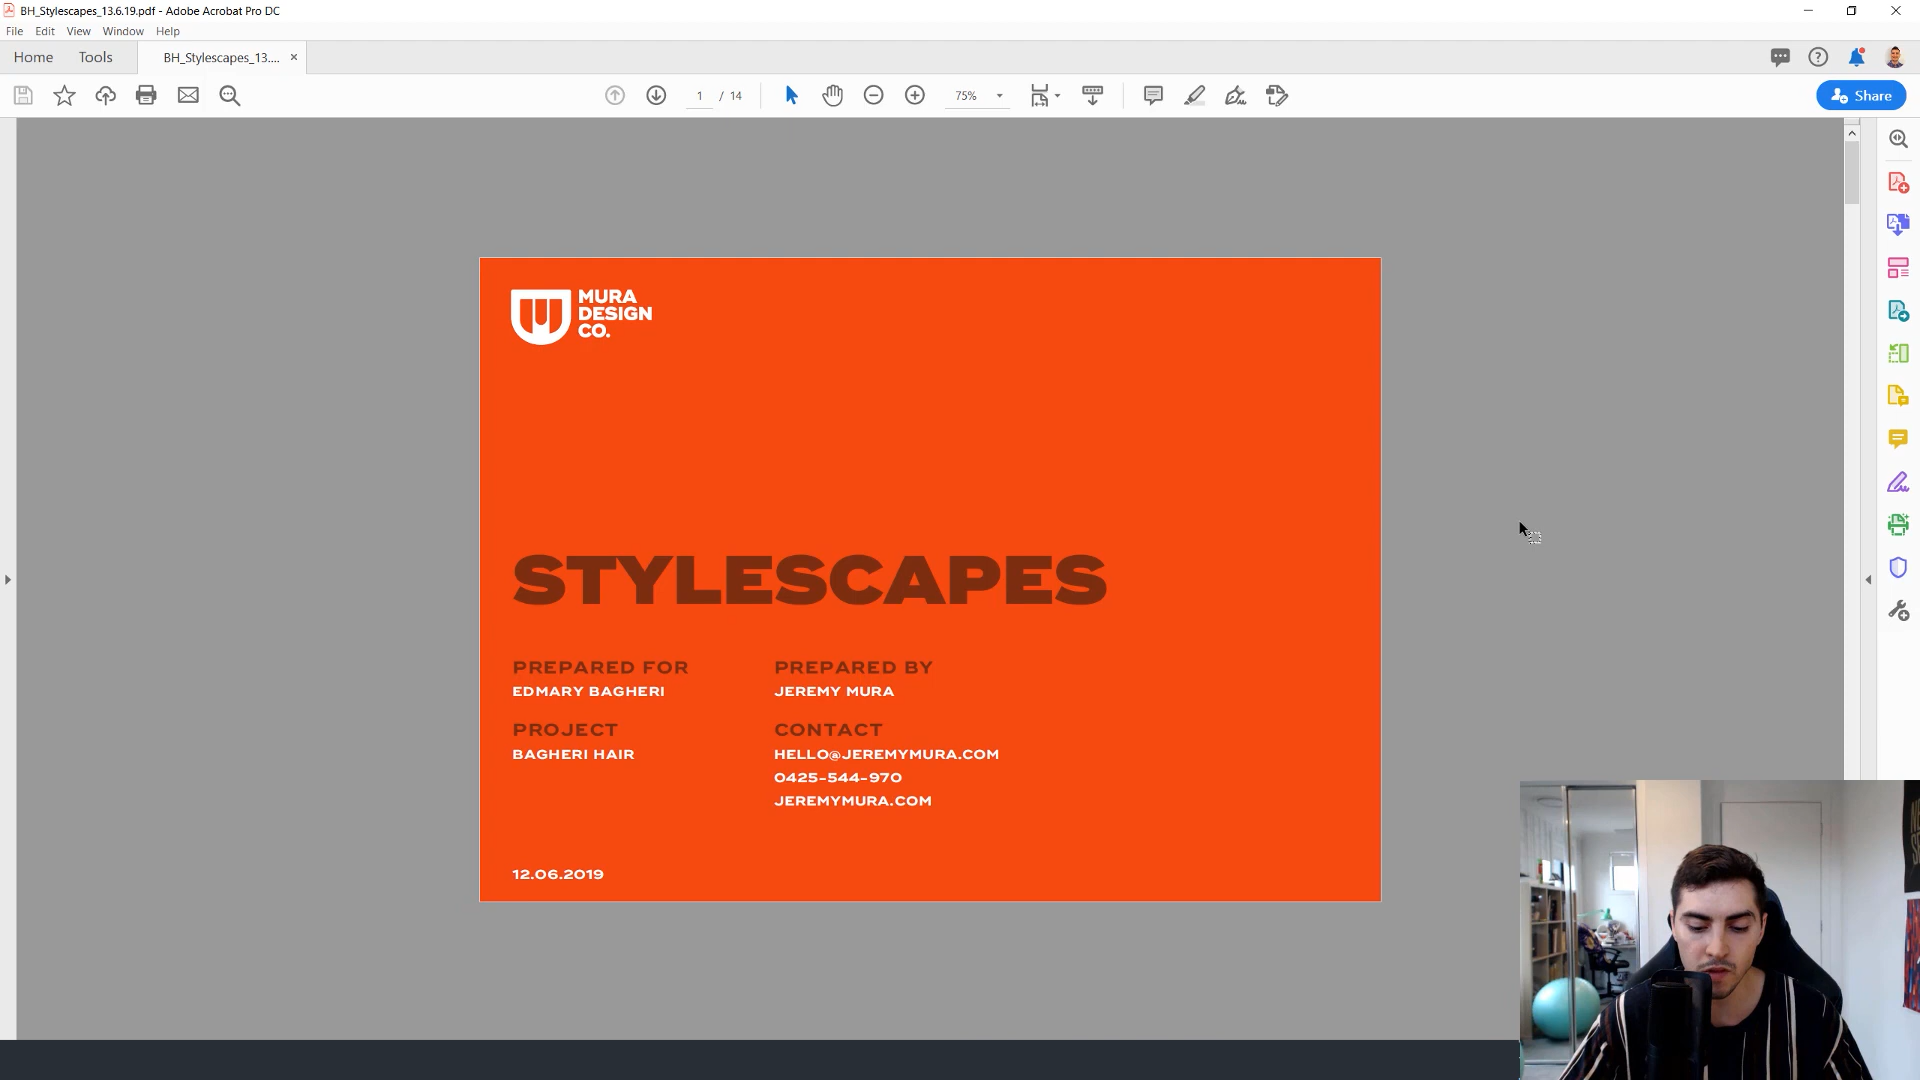 BH_Stylescapes_13.6.19.pdf - Adobe Acrobat Pro DC
File Edit View Window Help
Home Tools BH_Stylescapes_13.... ×
1 / 14 75% Share
MURA
DESIGN
CO.
STYLESCAPES
PREPARED FOR
EDMARY BAGHERI
PROJECT
BAGHERI HAIR
PREPARED BY
JEREMY MURA
CONTACT
HELLO@JEREMYMURA.COM
0425-544-970
JEREMYMURA.COM
12.06.2019